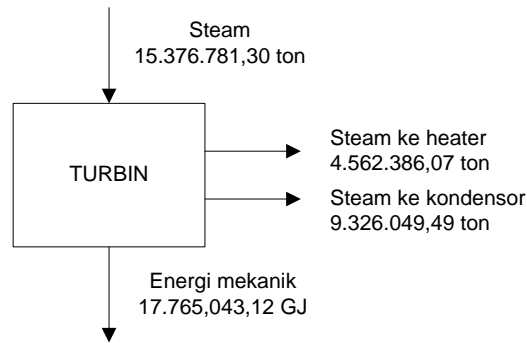 Steam
15.376.781,30 ton
TURBIN
Steam ke heater
4.562.386,07 ton
Steam ke kondensor
9.326.049,49 ton
Energi mekanik
17.765,043,12 GJ